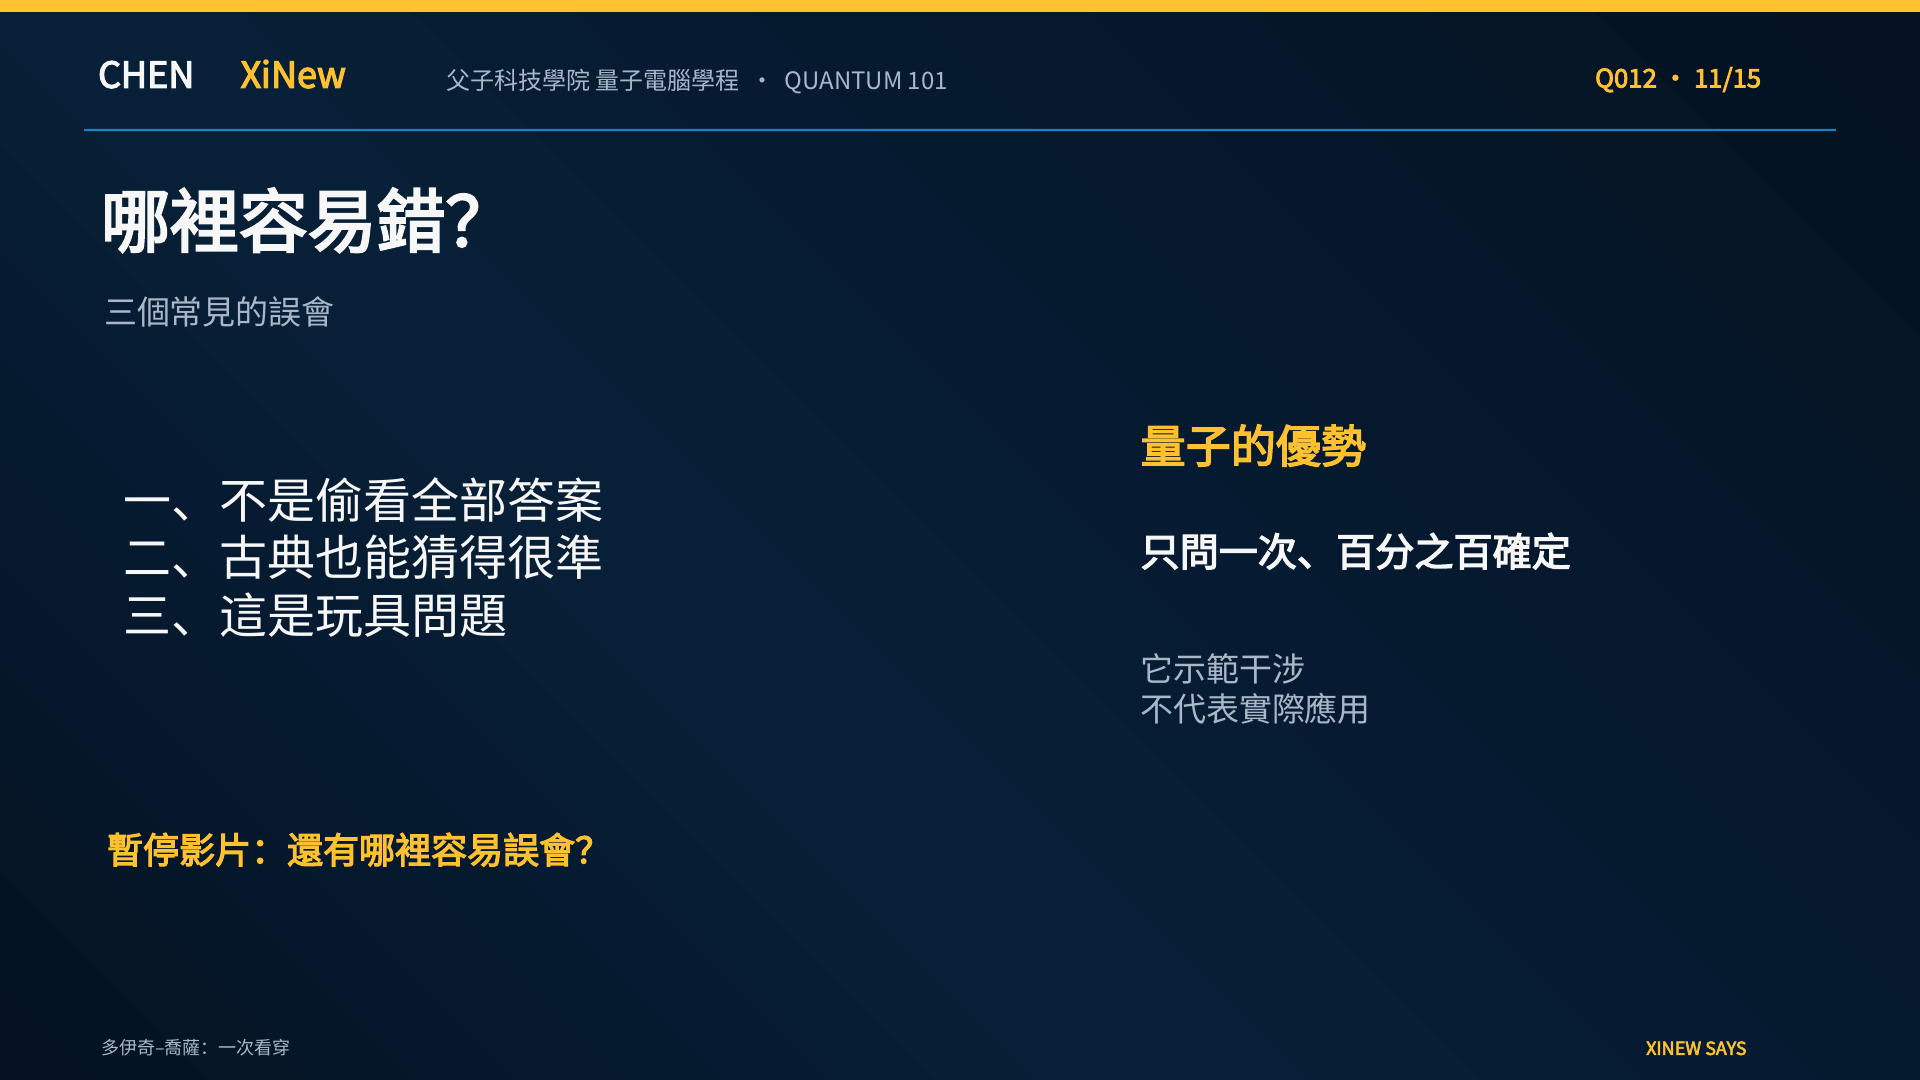 CHEN XiNew 父子科技學院 量子電腦學程 · QUANTUM 101 Q012 · 11/15
哪裡容易錯？
三個常見的誤會
一、不是偷看全部答案
二、古典也能猜得很準
三、這是玩具問題
量子的優勢
只問一次、百分之百確定
它示範干涉
不代表實際應用
暫停影片：還有哪裡容易誤會？
多伊奇–喬薩：一次看穿
XINEW SAYS